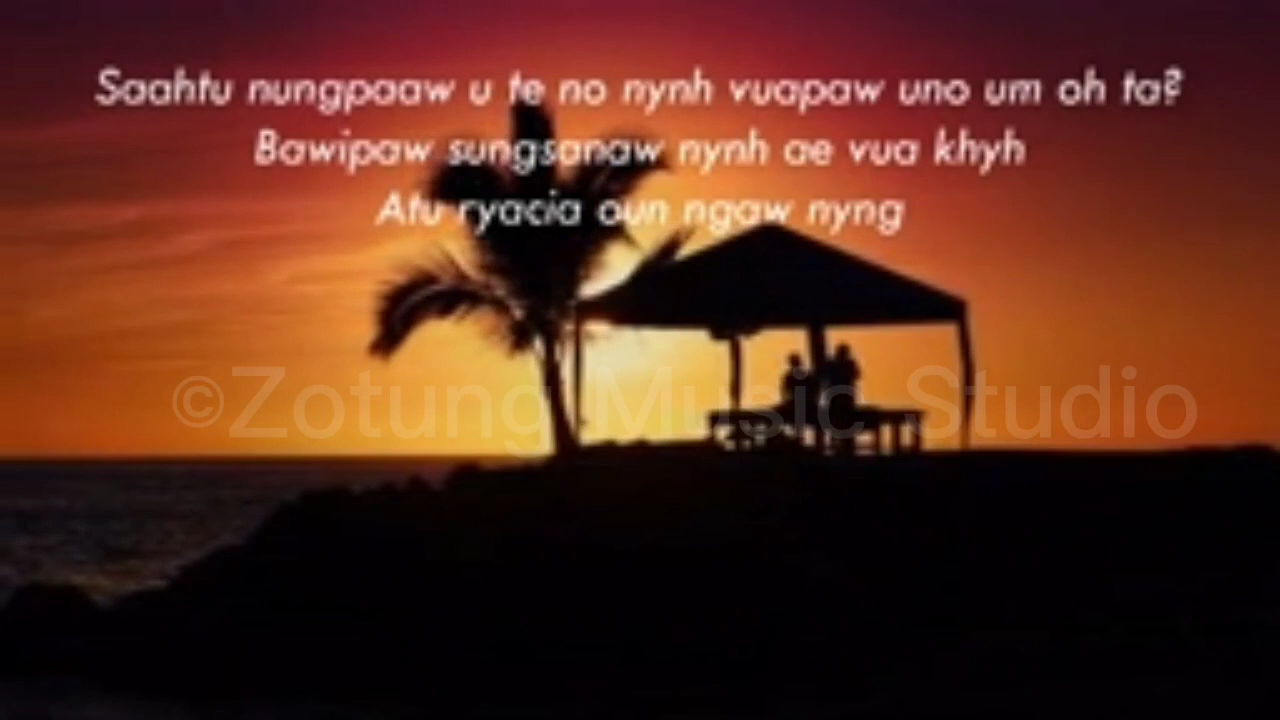 Saahtu nungpaaw u te no nynh vuapaw uno um oh ta?
Bawipaw sungsanaw nynh ae vua khyh
Atu ryacia oun ngaw nyng
©Zotung Music Studio